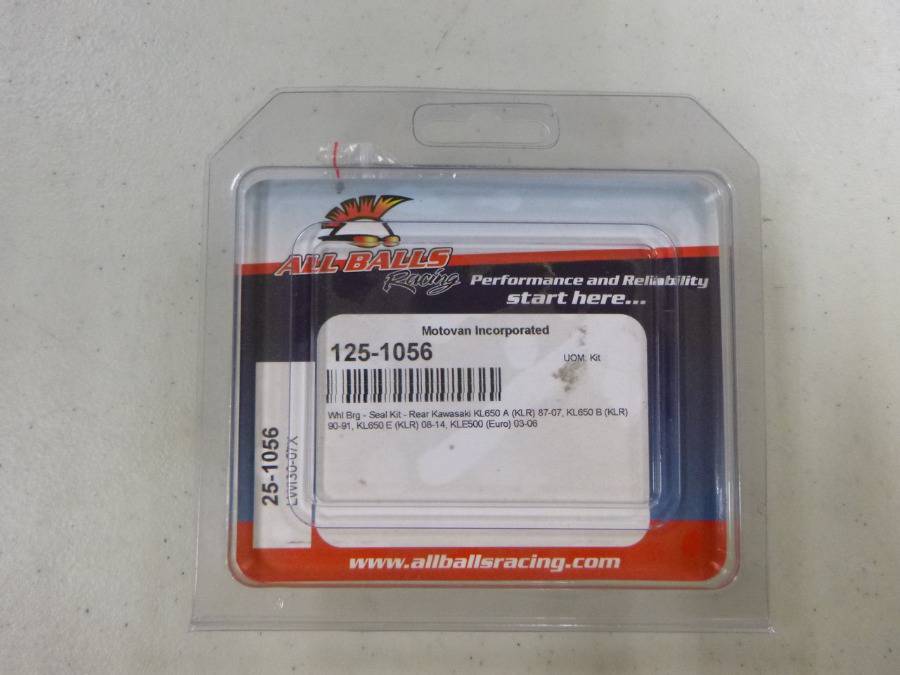 ALL BALLS
Racing
Performance and Reliability
start here...
Motovan Incorporated
125-1056
UOM: Kit
Whl Brg - Seal Kit - Rear Kawasaki KL650 A (KLR) 87-07, KL650 B (KLR)
90-91, KL650 E (KLR) 08-14, KLE500 (Euro) 03-06
25-1056
www.allballsracing.com